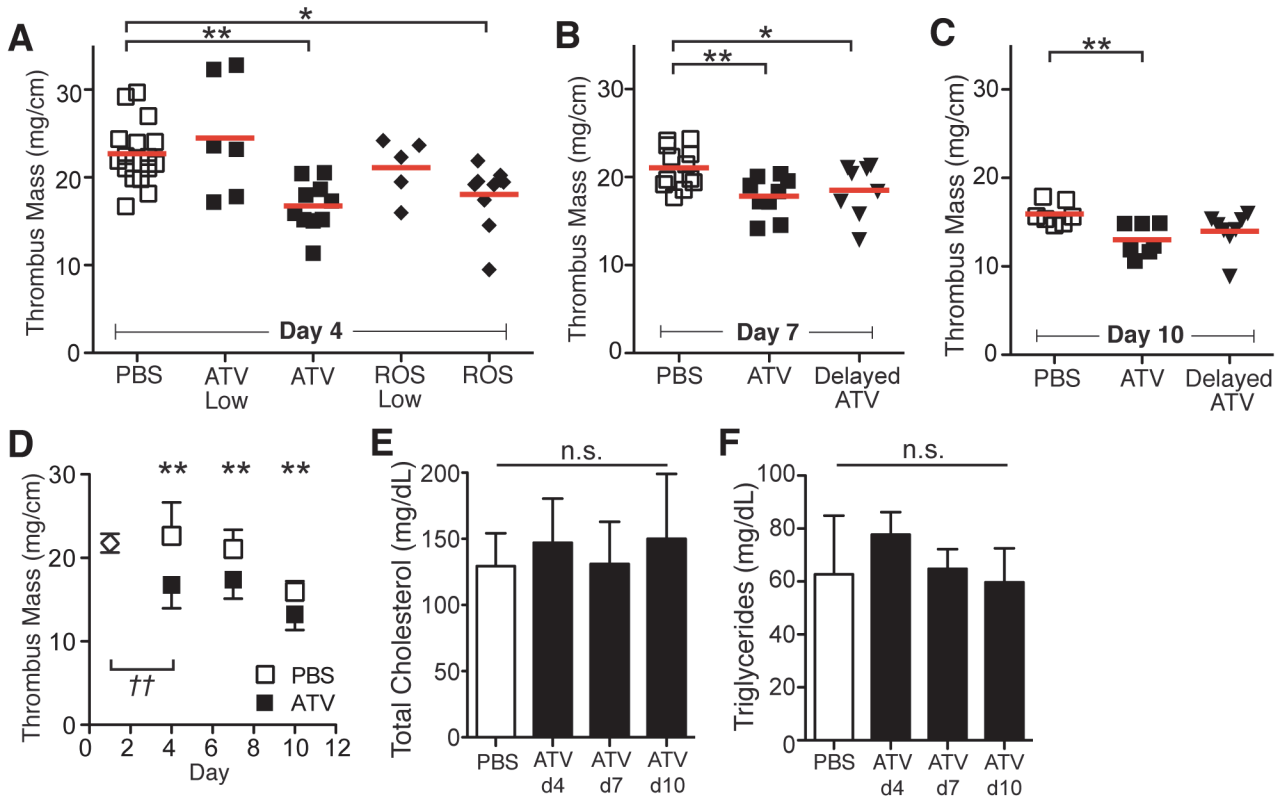 A
Thrombus Mass (mg/cm)
30
20
10
0
*
**
Day 4
PBS
ATV Low
ATV
ROS Low
ROS
B
Thrombus Mass (mg/cm)
30
20
10
0
*
**
Day 7
PBS
ATV
Delayed ATV
C
Thrombus Mass (mg/cm)
30
20
10
0
**
Day 10
PBS
ATV
Delayed ATV
D
Thrombus Mass (mg/cm)
30
20
10
0
** ** **
††
PBS
ATV
0 2 4 6 8 10 12
Day
E
Total Cholesterol (mg/dL)
200
150
100
50
0
n.s.
PBS
ATV d4
ATV d7
ATV d10
F
Triglycerides (mg/dL)
100
80
60
40
20
0
n.s.
PBS
ATV d4
ATV d7
ATV d10